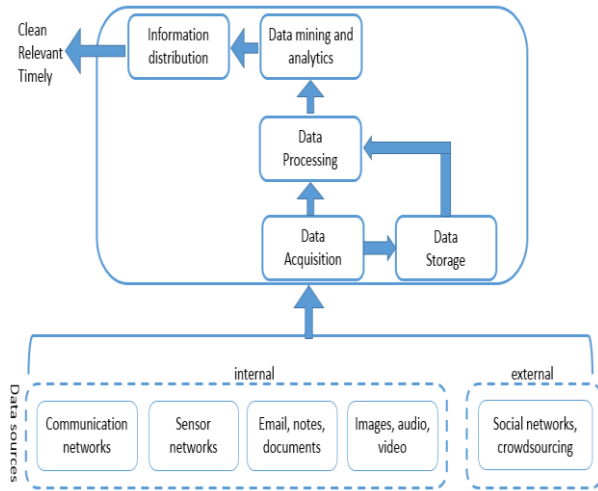 Clean
Relevant
Timely
Information
distribution
Data mining and
analytics
Data
Processing
Data
Acquisition
Data
Storage
Data sources
internal
external
Communication
networks
Sensor
networks
Email, notes,
documents
Images, audio,
video
Social networks,
crowdsourcing